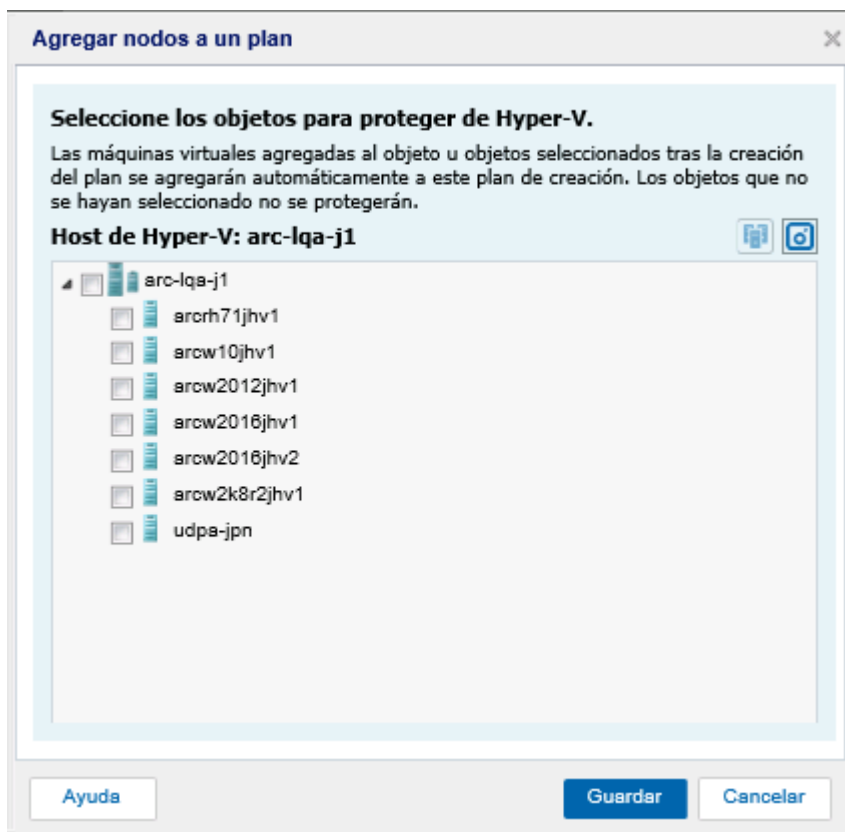 Agregar nodos a un plan
Seleccione los objetos para proteger de Hyper-V.
Las máquinas virtuales agregadas al objeto u objetos seleccionados tras la creación
del plan se agregarán automáticamente a este plan de creación. Los objetos que no
se hayan seleccionado no se protegerán.
Host de Hyper-V: arc-lqa-j1
arc-lqa-j1
arcrh71jhv1
arcw10jhv1
arcw2012jhv1
arcw2016jhv1
arcw2016jhv2
arcw2k8r2jhv1
udpa-jpn
Ayuda
Guardar
Cancelar